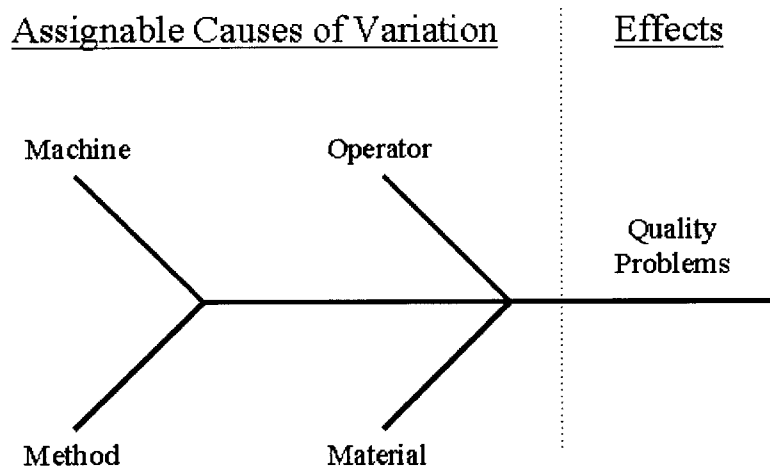 Assignable Causes of Variation
Effects
Machine
Operator
Quality
Problems
Method
Material